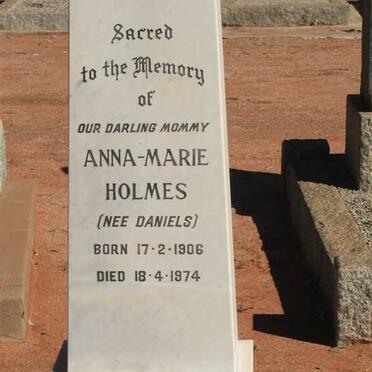 Sacred
to the Memory
of
OUR DARLING MOMMY
ANNA-MARIE
HOLMES
(NEE DANIELS)
BORN 17·2·1906
DIED 18·4·1974